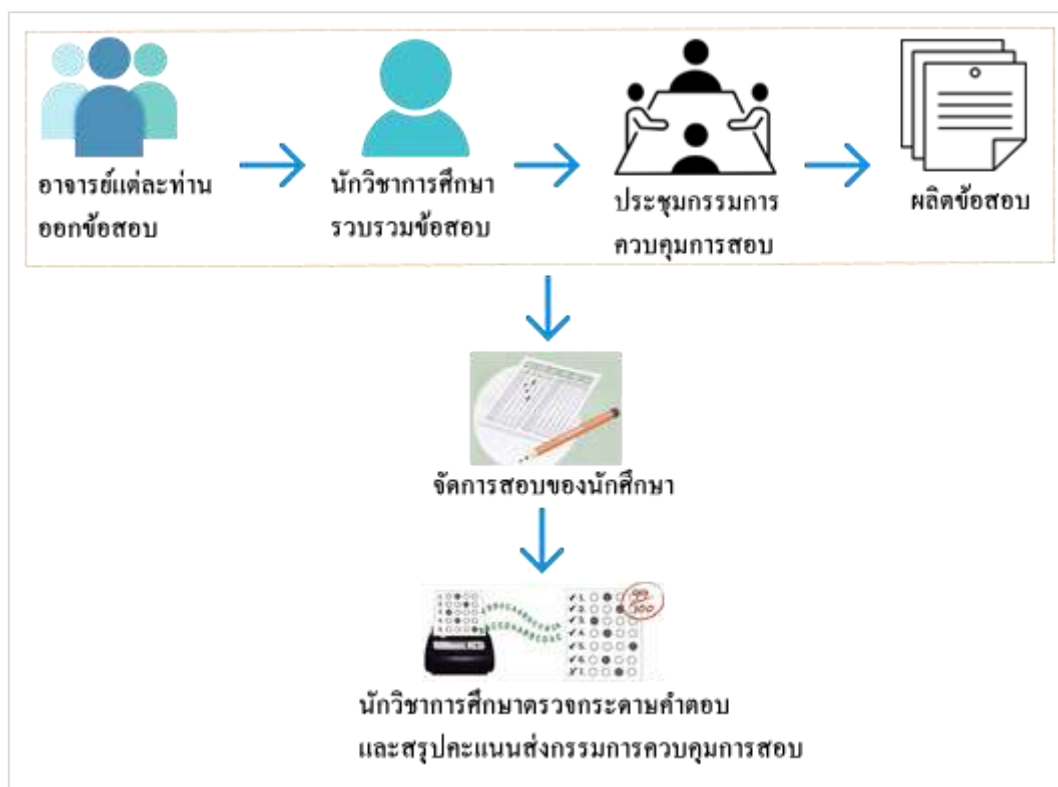 อาจารย์แต่ละท่าน
ออกข้อสอบ
นักวิชาการศึกษา
รวบรวมข้อสอบ
ประชุมกรรมการ
ควบคุมการสอบ
ผลิตข้อสอบ
จัดการสอบของนักศึกษา
99
100
นักวิชาการศึกษาตรวจกระดาษคำตอบ
และสรุปคะแนนส่งกรรมการควบคุมการสอบ